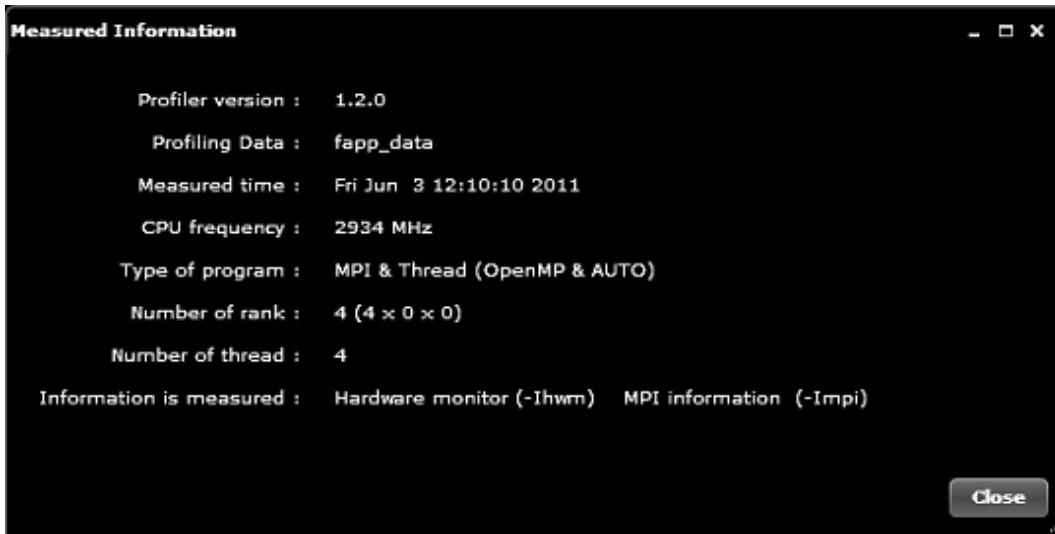 Measured Information
Profiler version : 1.2.0
Profiling Data : fapp_data
Measured time : Fri Jun  3 12:10:10 2011
CPU frequency : 2934 MHz
Type of program : MPI & Thread (OpenMP & AUTO)
Number of rank : 4 (4 x 0 x 0)
Number of thread : 4
Information is measured : Hardware monitor (-Ihwm) MPI information (-Impi)
Close